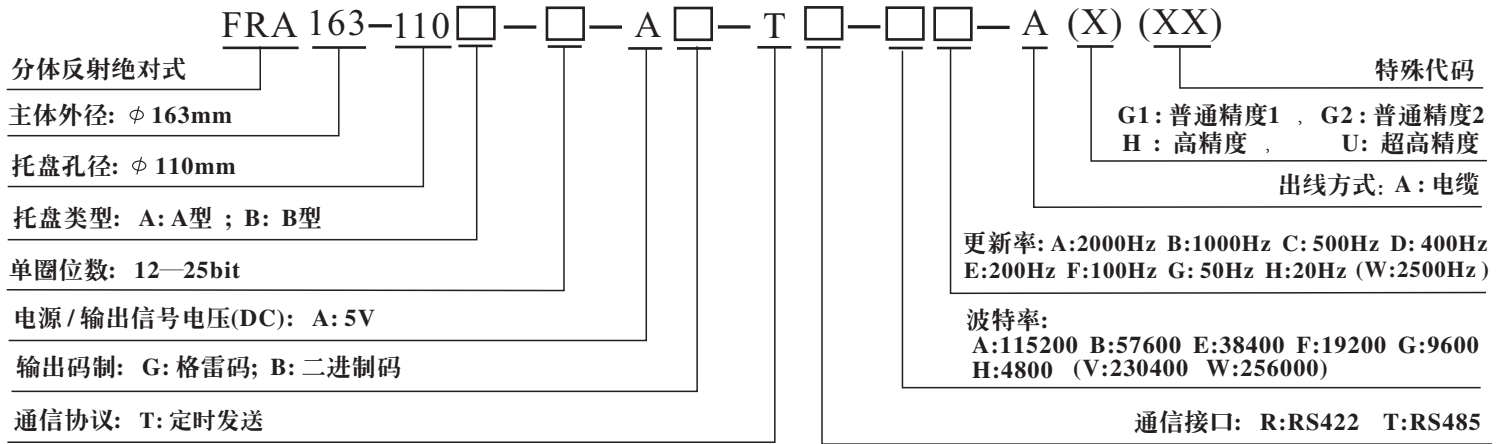 FRA 163-110□-□-A□-T□-□□-A (X) (XX)
分体反射绝对式
主体外径: φ 163mm
托盘孔径: φ 110mm
托盘类型: A: A型 ; B: B型
单圈位数: 12—25bit
电源 / 输出信号电压(DC): A: 5V
输出码制: G: 格雷码; B: 二进制码
通信协议: T: 定时发送
特殊代码
G1: 普通精度1 , G2: 普通精度2
H : 高精度 , U: 超高精度
出线方式: A : 电缆
更新率: A:2000Hz B:1000Hz C: 500Hz D: 400Hz
E:200Hz F:100Hz G: 50Hz H:20Hz (W:2500Hz )
波特率:
A:115200 B:57600 E:38400 F:19200 G:9600
H:4800 (V:230400 W:256000)
通信接口: R:RS422 T:RS485